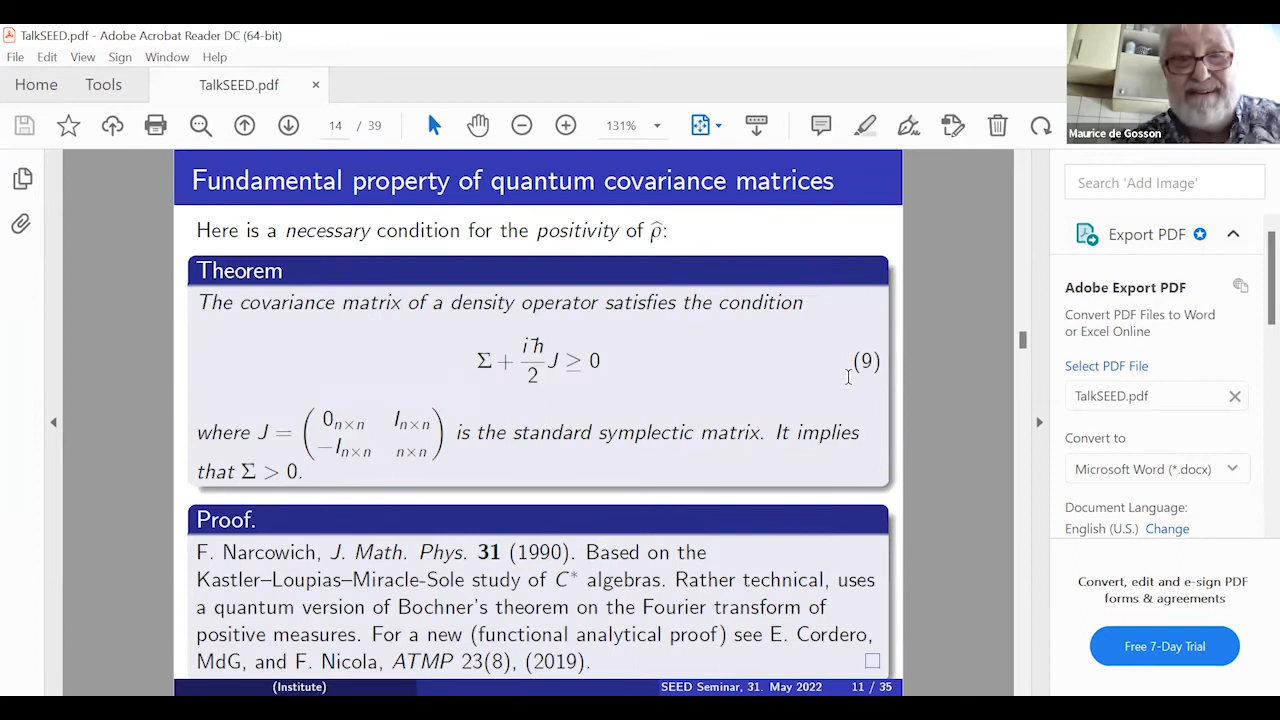 TalkSEED.pdf - Adobe Acrobat Reader DC (64-bit)
File Edit View Sign Window Help
Home Tools TalkSEED.pdf ×
14 / 39 131%
Maurice de Gosson
Fundamental property of quantum covariance matrices
Here is a necessary condition for the positivity of ρ̂:
Theorem
The covariance matrix of a density operator satisfies the condition
Σ + iħ/2 J ≥ 0 (9)
where J = ( 0n×n In×n ; −In×n n×n ) is the standard symplectic matrix. It implies
that Σ > 0.
Proof.
F. Narcowich, J. Math. Phys. 31 (1990). Based on the
Kastler–Loupias–Miracle-Sole study of C* algebras. Rather technical, uses
a quantum version of Bochner's theorem on the Fourier transform of
positive measures. For a new (functional analytical proof) see E. Cordero,
MdG, and F. Nicola, ATMP 23(8), (2019).
(Institute) SEED Seminar, 31. May 2022 11 / 35
Search 'Add Image'
Export PDF
Adobe Export PDF
Convert PDF Files to Word
or Excel Online
Select PDF File
TalkSEED.pdf
Convert to
Microsoft Word (*.docx)
Document Language:
English (U.S.) Change
Convert, edit and e-sign PDF
forms & agreements
Free 7-Day Trial